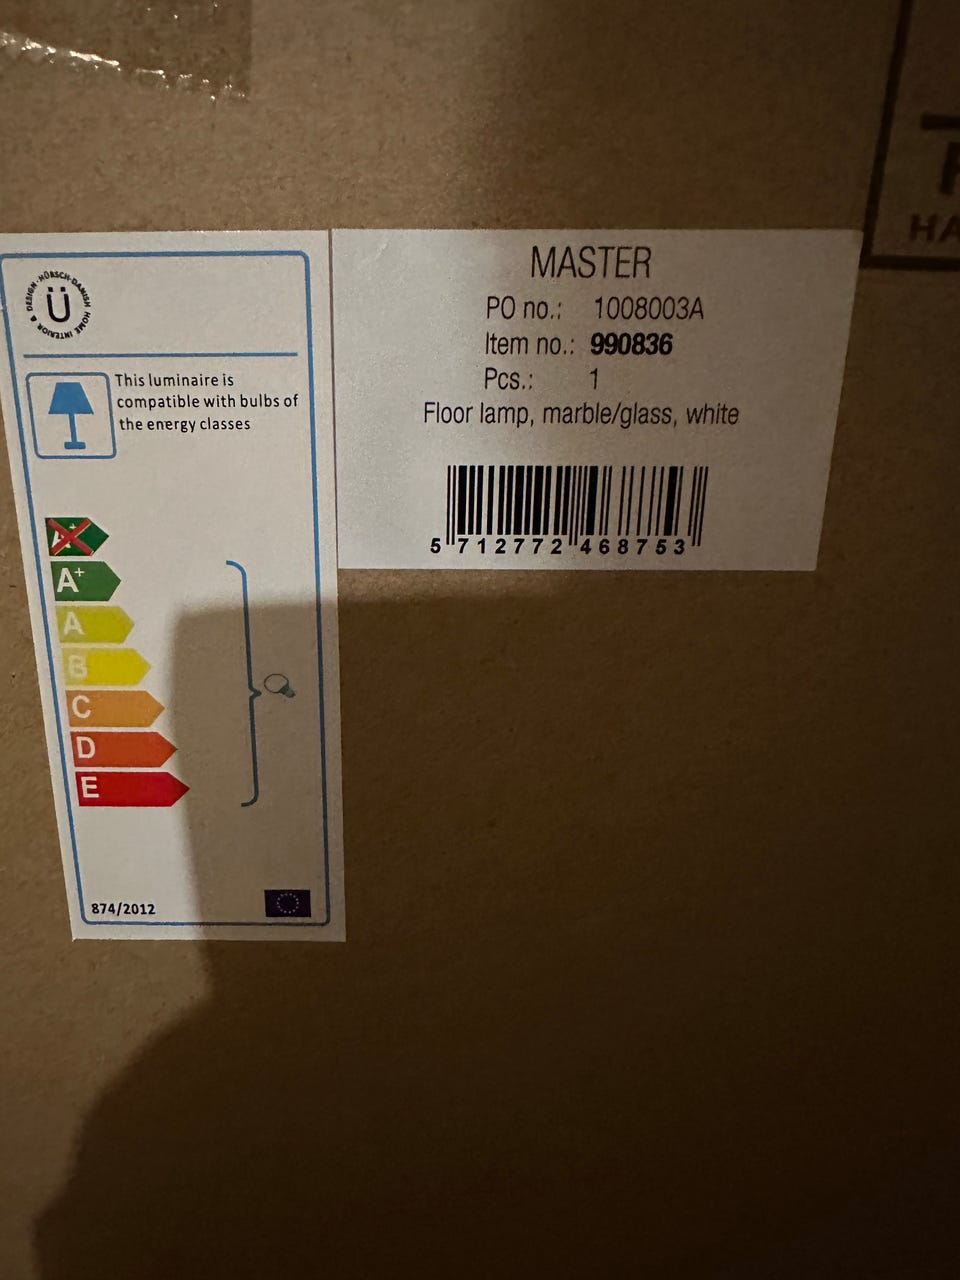 DESIGN · HÜBSCH · DANISH HOME INTERIOR &
Ü
This luminaire is
compatible with bulbs of
the energy classes
A+
A
B
C
D
E
874/2012
MASTER
PO no.: 1008003A
Item no.: 990836
Pcs.: 1
Floor lamp, marble/glass, white
5 712772 468753
HA